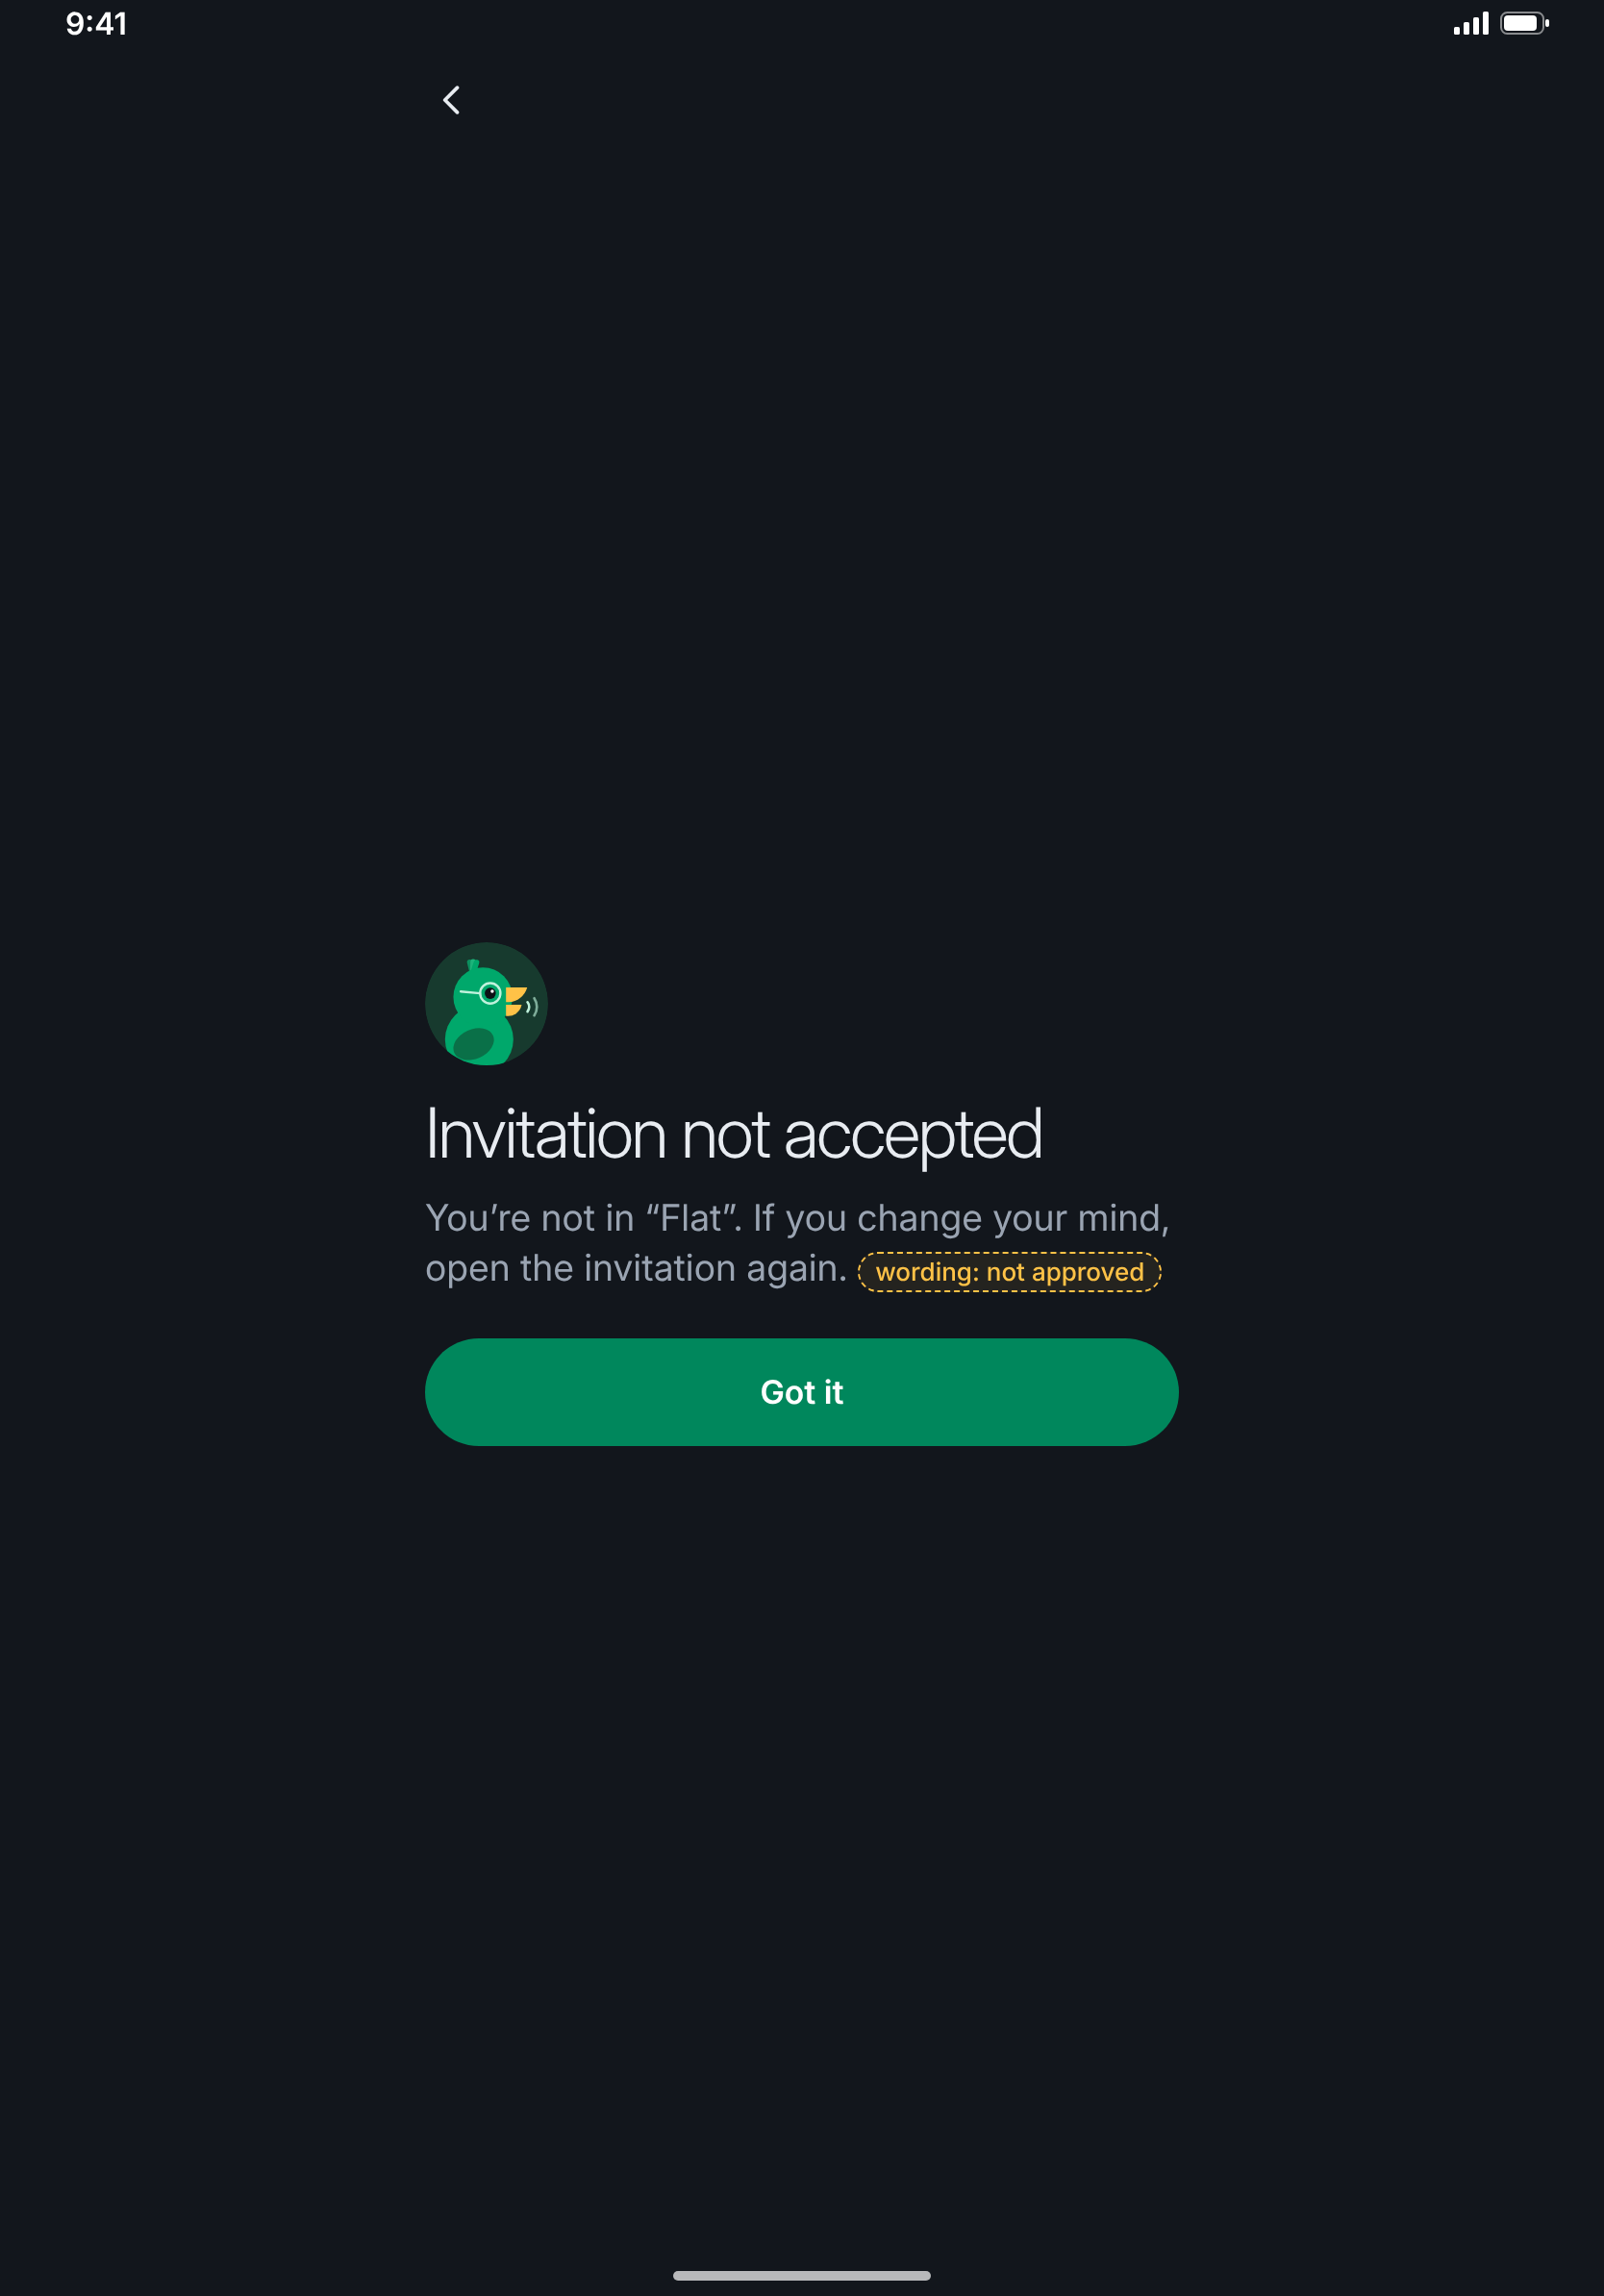 9:41
Invitation not accepted
You’re not in “Flat”. If you change your mind,
open the invitation again. wording: not approved
Got it